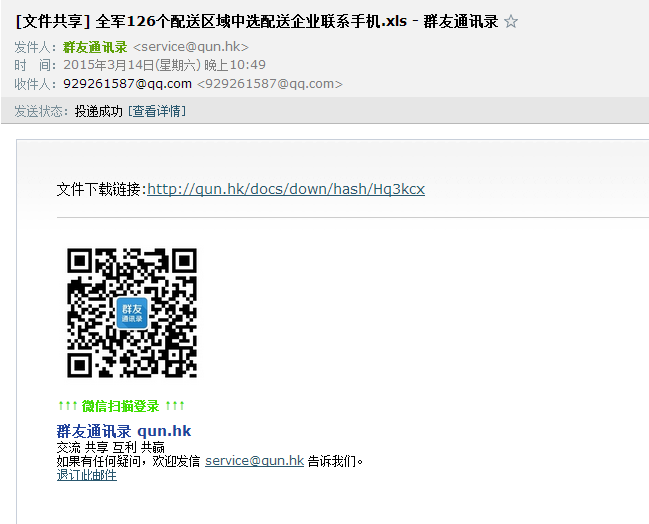 [文件共享] 全军126个配送区域中选配送企业联系手机.xls - 群友通讯录 ☆
发件人：群友通讯录 <service@qun.hk>
时　间：2015年3月14日(星期六) 晚上10:49
收件人：929261587@qq.com <929261587@qq.com>
发送状态：投递成功 [查看详情]
文件下载链接:http://qun.hk/docs/down/hash/Hq3kcx
群友
通讯录
↑↑↑ 微信扫描登录 ↑↑↑
群友通讯录 qun.hk
交流 共享 互利 共赢
如果有任何疑问，欢迎发信 service@qun.hk 告诉我们。
退订此邮件